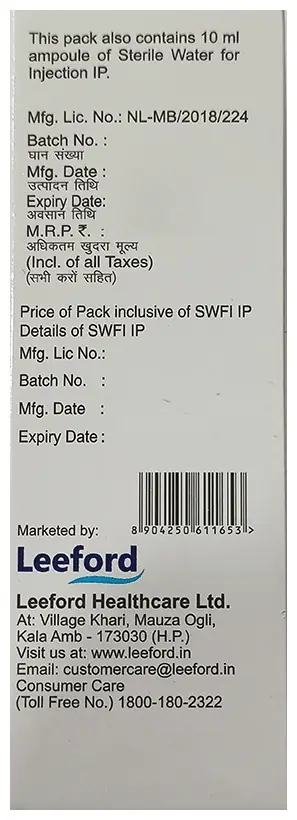 This pack also contains 10 ml
ampoule of Sterile Water for
Injection IP.
Mfg. Lic. No.: NL-MB/2018/224
Batch No. :
घान संख्या
Mfg. Date :
उत्पादन तिथि
Expiry Date:
अवसान तिथि
M.R.P. ₹. :
अधिकतम खुदरा मूल्य
(Incl. of all Taxes)
(सभी करों सहित)
Price of Pack inclusive of SWFI IP
Details of SWFI IP
Mfg. Lic No.:
Batch No. :
Mfg. Date :
Expiry Date :
8 904250 611653 >
Marketed by:
Leeford
Leeford Healthcare Ltd.
At: Village Khari, Mauza Ogli,
Kala Amb - 173030 (H.P.)
Visit us at: www.leeford.in
Email: customercare@leeford.in
Consumer Care
(Toll Free No.) 1800-180-2322